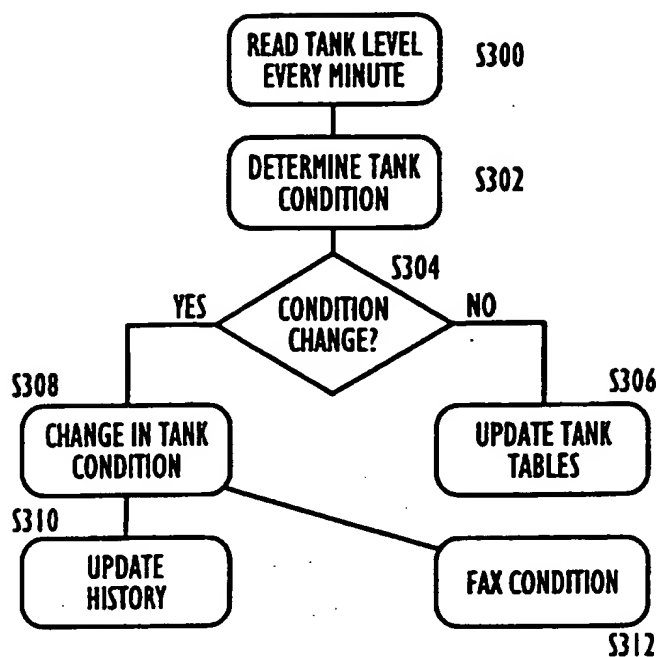 READ TANK LEVEL
EVERY MINUTE
S300
DETERMINE TANK
CONDITION
S302
S304
YES
CONDITION
CHANGE?
NO
S308
S306
CHANGE IN TANK
CONDITION
UPDATE TANK
TABLES
S310
UPDATE
HISTORY
FAX CONDITION
S312